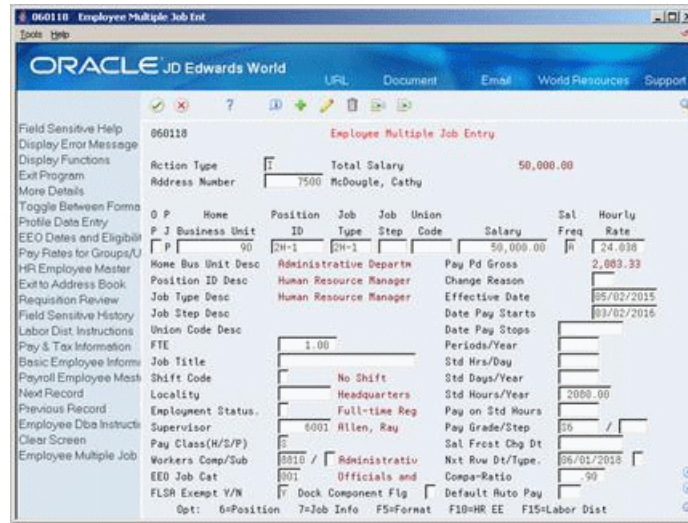 060118 Employee Multiple Job Ent
Tools Help
ORACLE JD Edwards World
URL Document Email World Resources Support
Field Sensitive Help
Display Error Message
Display Functions
Exit Program
More Details
Toggle Between Forma
Profile Data Entry
EEO Dates and Eligibilit
Pay Rates for Groups/U
HR Employee Master
Exit to Address Book
Requisition Review
Field Sensitive History
Labor Dist. Instructions
Pay & Tax Information
Basic Employee Informa
Payroll Employee Maste
Next Record
Previous Record
Employee Dba Instructi
Clear Screen
Employee Multiple Job
060118 Employee Multiple Job Entry
Action Type I Total Salary 50,000.00
Address Number 7500 McDougle, Cathy
O P Home Position Job Job Union Sal Hourly
P J Business Unit ID Type Step Code Salary Freq Rate
P 90 2H-1 2H-1 50,000.00 A 24.038
Home Bus Unit Desc Administrative Departm Pay Pd Gross 2,083.33
Position ID Desc Human Resource Manager Change Reason
Job Type Desc Human Resource Manager Effective Date 05/02/2015
Job Step Desc Date Pay Starts 03/02/2016
Union Code Desc Date Pay Stops
FTE 1.00 Periods/Year
Job Title Std Hrs/Day
Shift Code No Shift Std Days/Year
Locality Headquarters Std Hours/Year 2080.00
Employment Status. Full-time Reg Pay on Std Hours
Supervisor 6001 Allen, Ray Pay Grade/Step S6 /
Pay Class(H/S/P) S Sal Frcst Chg Dt
Workers Comp/Sub 8810 / Administrativ Nxt Rvw Dt/Type. 06/01/2018
EEO Job Cat 001 Officials and Compa-Ratio .90
FLSA Exempt Y/N Y Dock Component Flg Default Auto Pay
Opt: 6=Position 7=Job Info F5=Format F10=HR EE F15=Labor Dist